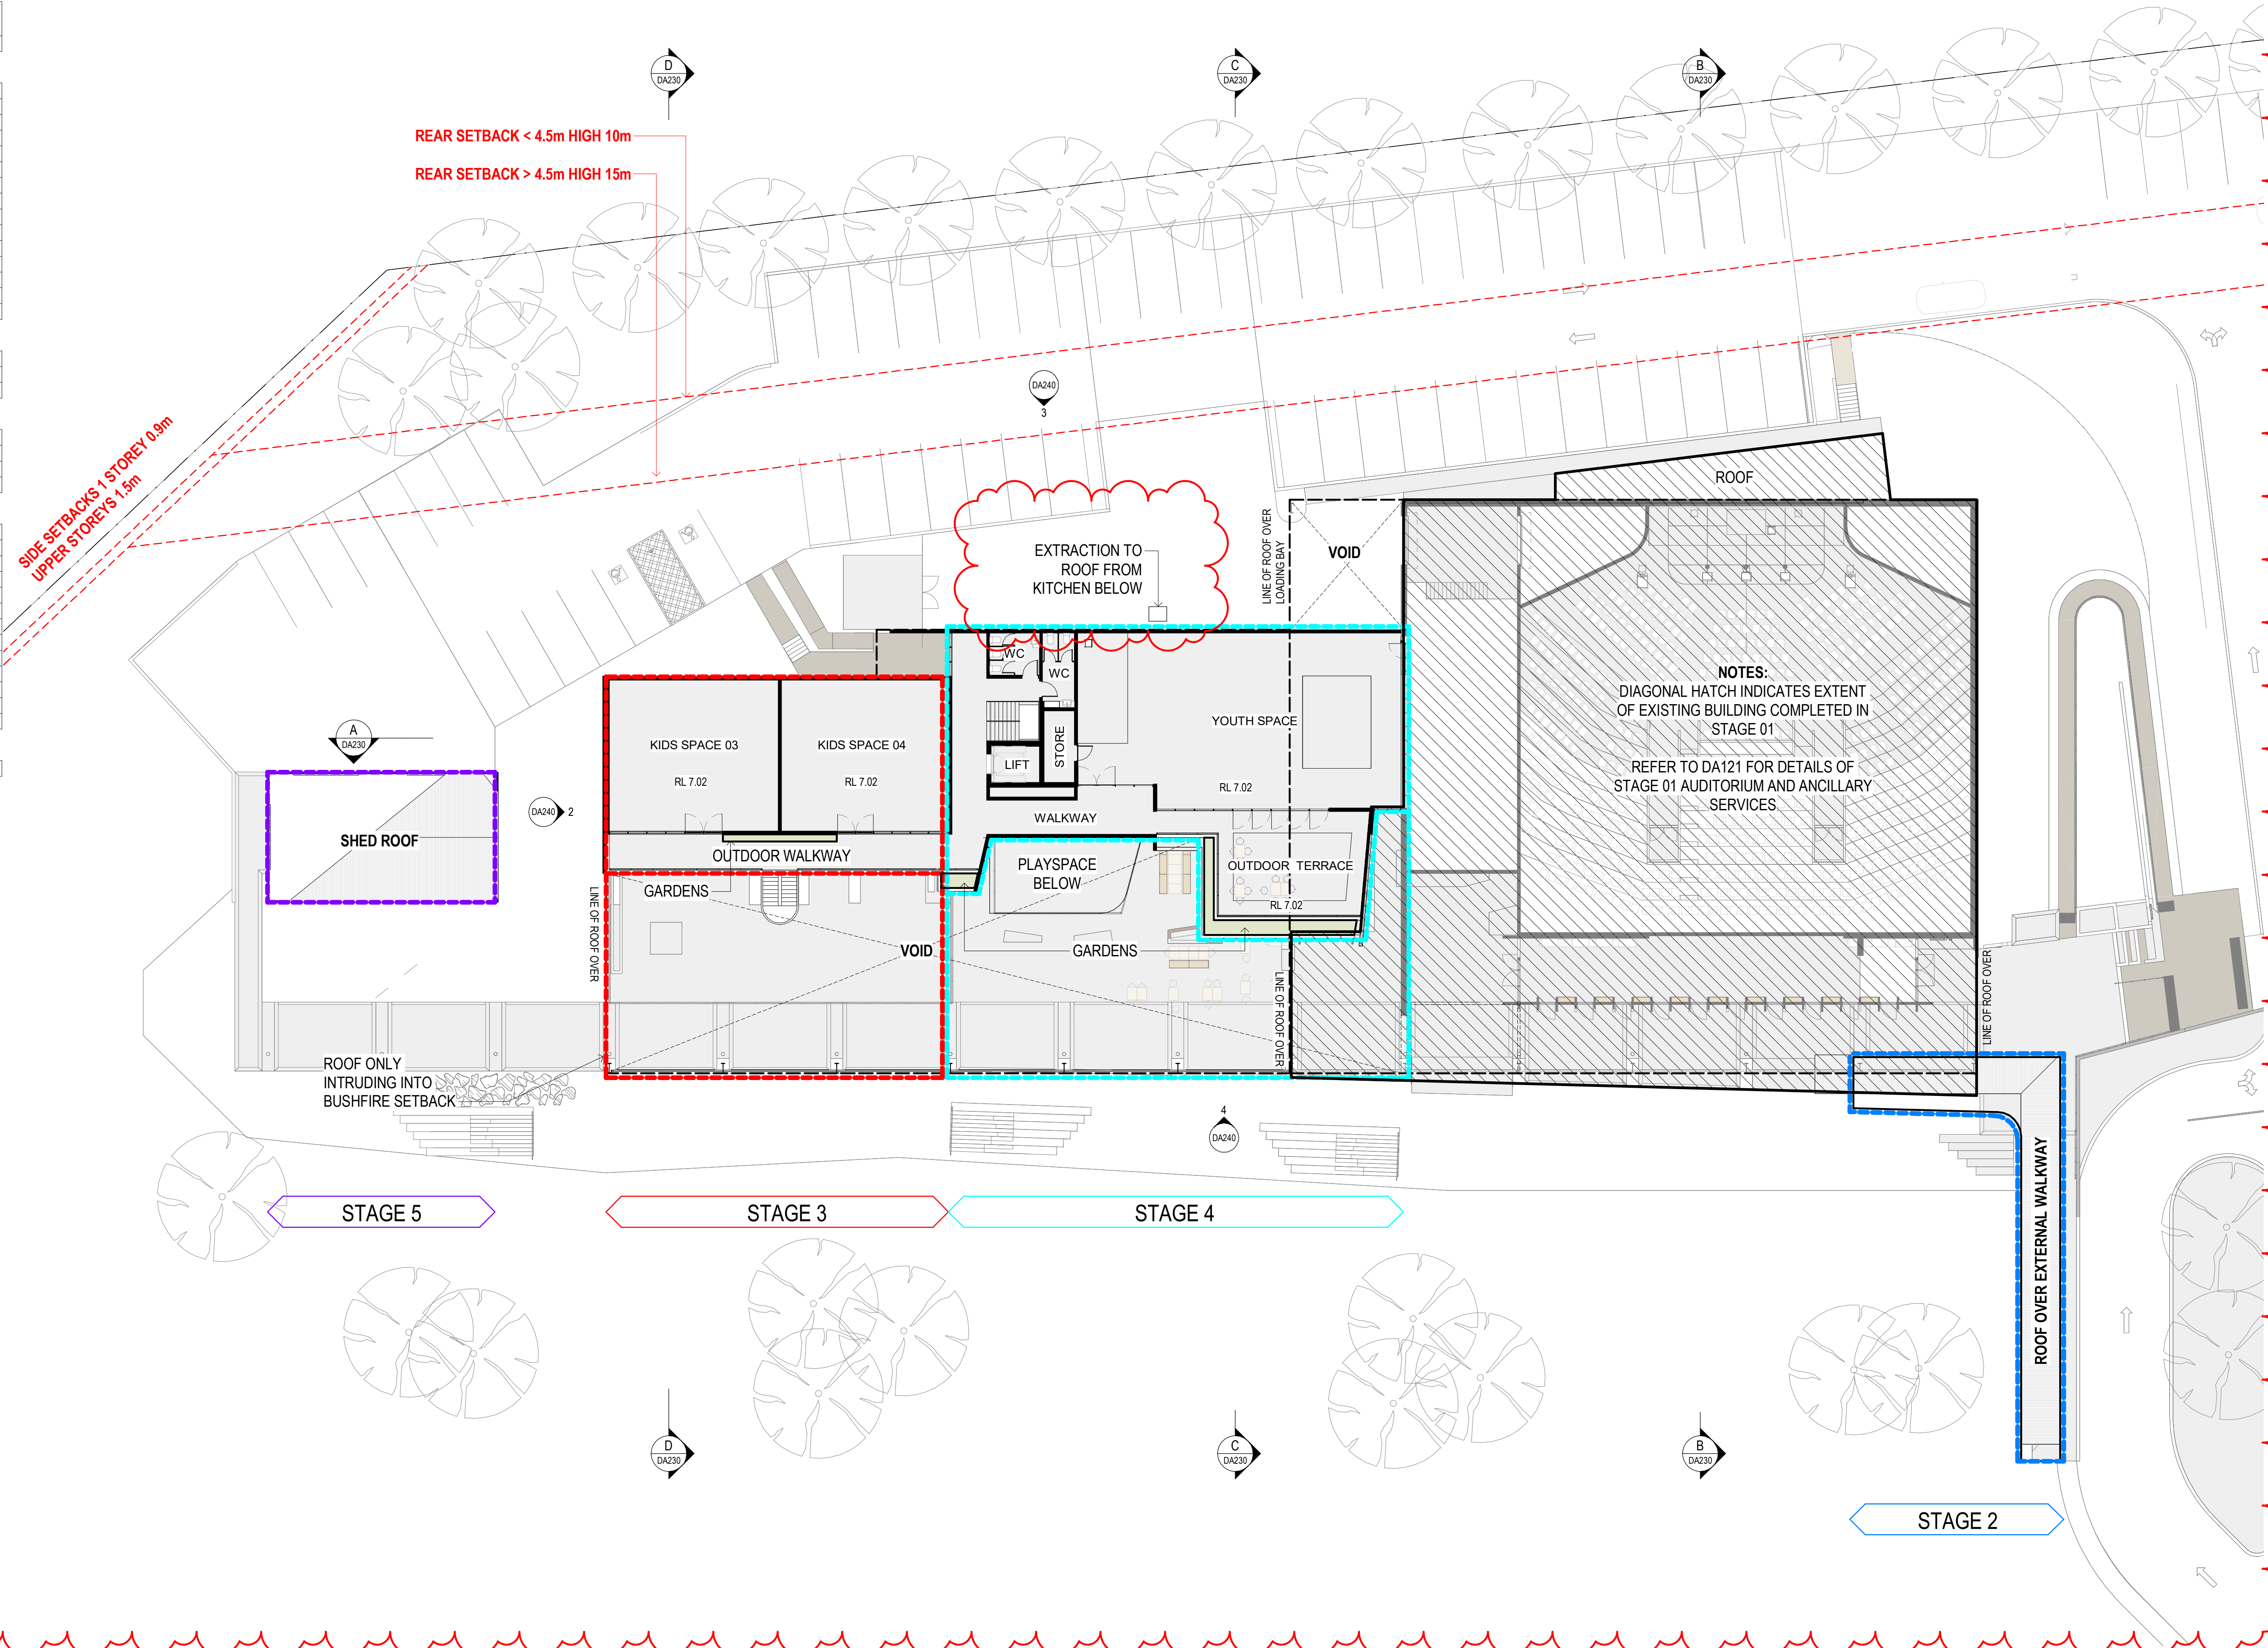 D
DA230
C
DA230
B
DA230
REAR SETBACK < 4.5m HIGH 10m
REAR SETBACK > 4.5m HIGH 15m
SIDE SETBACKS 1 STOREY 0.9m
UPPER STOREYS 1.5m
DA240
3
ROOF
EXTRACTION TO
ROOF FROM
KITCHEN BELOW
LINE OF ROOF OVER
LOADING BAY
VOID
WC
WC
NOTES:
DIAGONAL HATCH INDICATES EXTENT
OF EXISTING BUILDING COMPLETED IN
STAGE 01
REFER TO DA121 FOR DETAILS OF
STAGE 01 AUDITORIUM AND ANCILLARY
SERVICES
A
DA230
KIDS SPACE 03
RL 7.02
KIDS SPACE 04
RL 7.02
YOUTH SPACE
RL 7.02
STORE
LIFT
DA240
2
SHED ROOF
WALKWAY
OUTDOOR WALKWAY
PLAYSPACE
BELOW
OUTDOOR TERRACE
RL 7.02
GARDENS
LINE OF ROOF OVER
VOID
GARDENS
LINE OF ROOF OVER
LINE OF ROOF OVER
ROOF ONLY
INTRUDING INTO
BUSHFIRE SETBACK
4
DA240
ROOF OVER EXTERNAL WALKWAY
STAGE 5
STAGE 3
STAGE 4
D
DA230
C
DA230
B
DA230
STAGE 2